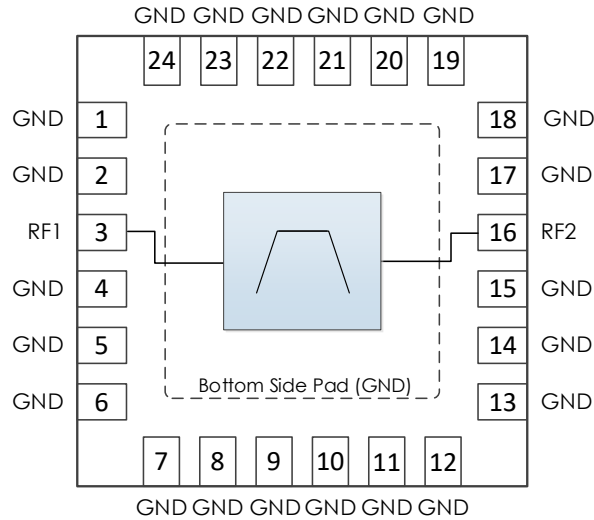 GND GND GND GND GND GND
24 23 22 21 20 19
GND 1 18 GND
GND 2 17 GND
RF1 3 16 RF2
GND 4 15 GND
GND 5 14 GND
Bottom Side Pad (GND)
GND 6 13 GND
7 8 9 10 11 12
GND GND GND GND GND GND